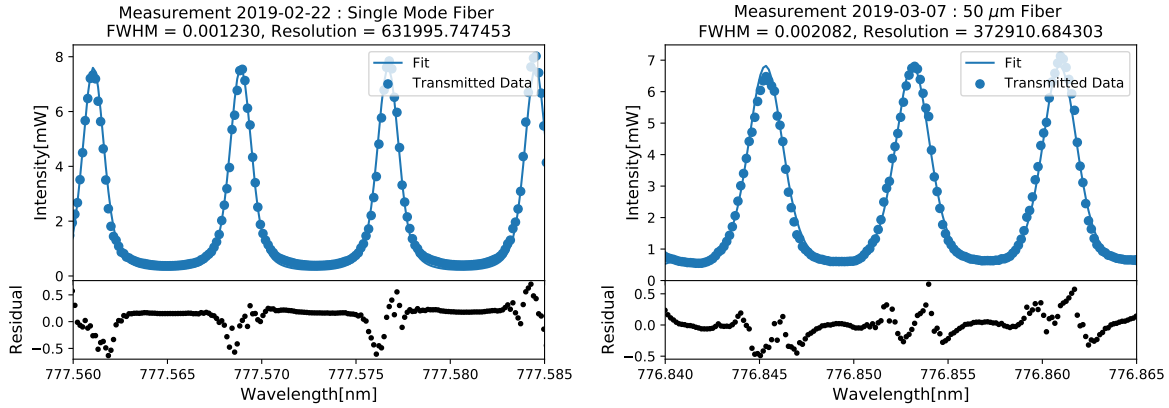 Measurement 2019-02-22 : Single Mode Fiber
FWHM = 0.001230, Resolution = 631995.747453
8
6
4
2
0
Intensity[mW]
Fit
Transmitted Data
0.5
0.0
−0.5
Residual
777.560
777.565
777.570
777.575
777.580
777.585
Wavelength[nm]
Measurement 2019-03-07 : 50 μm Fiber
FWHM = 0.002082, Resolution = 372910.684303
7
6
5
4
3
2
1
0
Intensity[mW]
Fit
Transmitted Data
0.5
0.0
−0.5
Residual
776.840
776.845
776.850
776.855
776.860
776.865
Wavelength[nm]